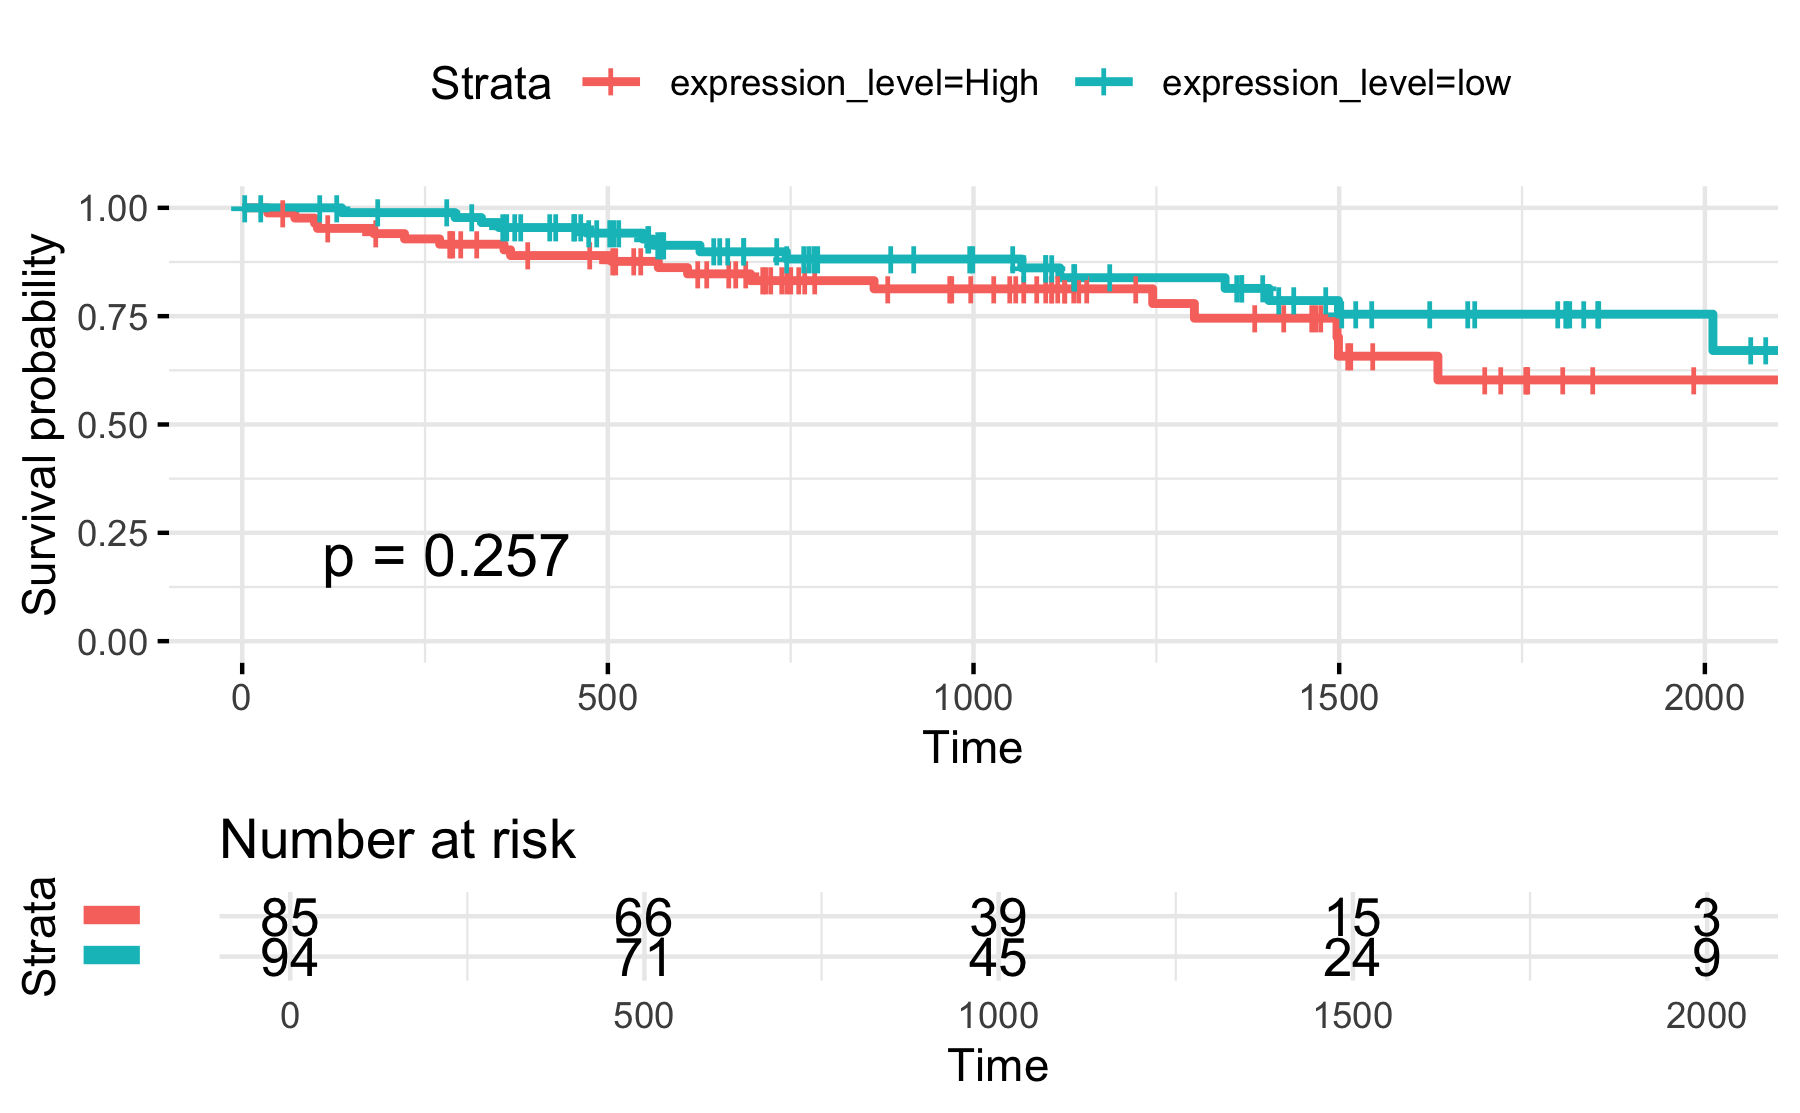 Strata expression_level=High expression_level=low
Survival probability
1.00
0.75
0.50
0.25
0.00
p = 0.257
0 500 1000 1500 2000
Time
Number at risk
Strata
85 66 39 15 3
94 71 45 24 9
0 500 1000 1500 2000
Time